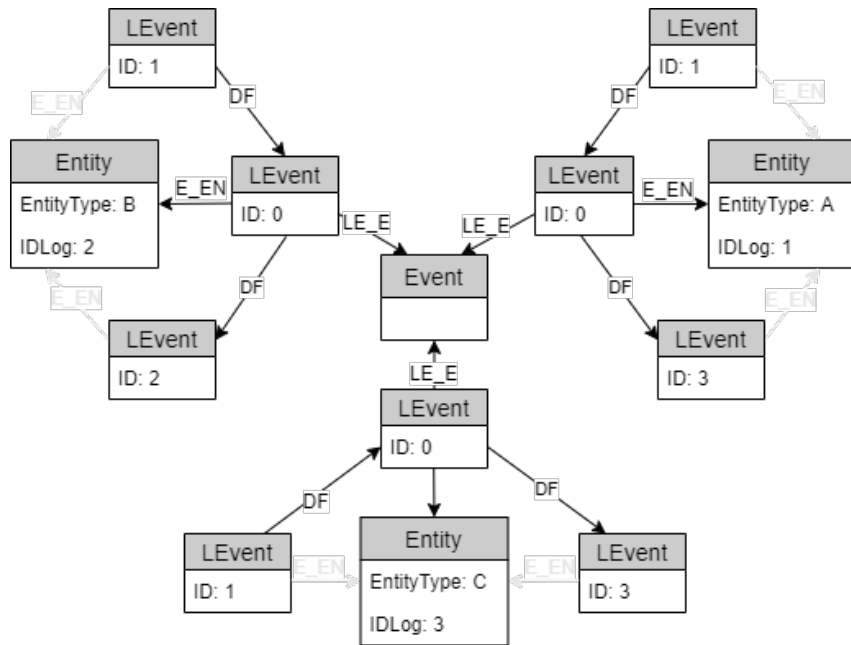 LEvent
ID: 1
LEvent
ID: 1
DF
DF
E_EN
E_EN
Entity
EntityType: B
IDLog: 2
E_EN
LEvent
ID: 0
LEvent
ID: 0
E_EN
Entity
EntityType: A
IDLog: 1
LE_E
LE_E
Event
DF
DF
E_EN
E_EN
LEvent
ID: 2
LEvent
ID: 3
LE_E
LEvent
ID: 0
DF
DF
LEvent
ID: 1
E_EN
Entity
EntityType: C
IDLog: 3
E_EN
LEvent
ID: 3